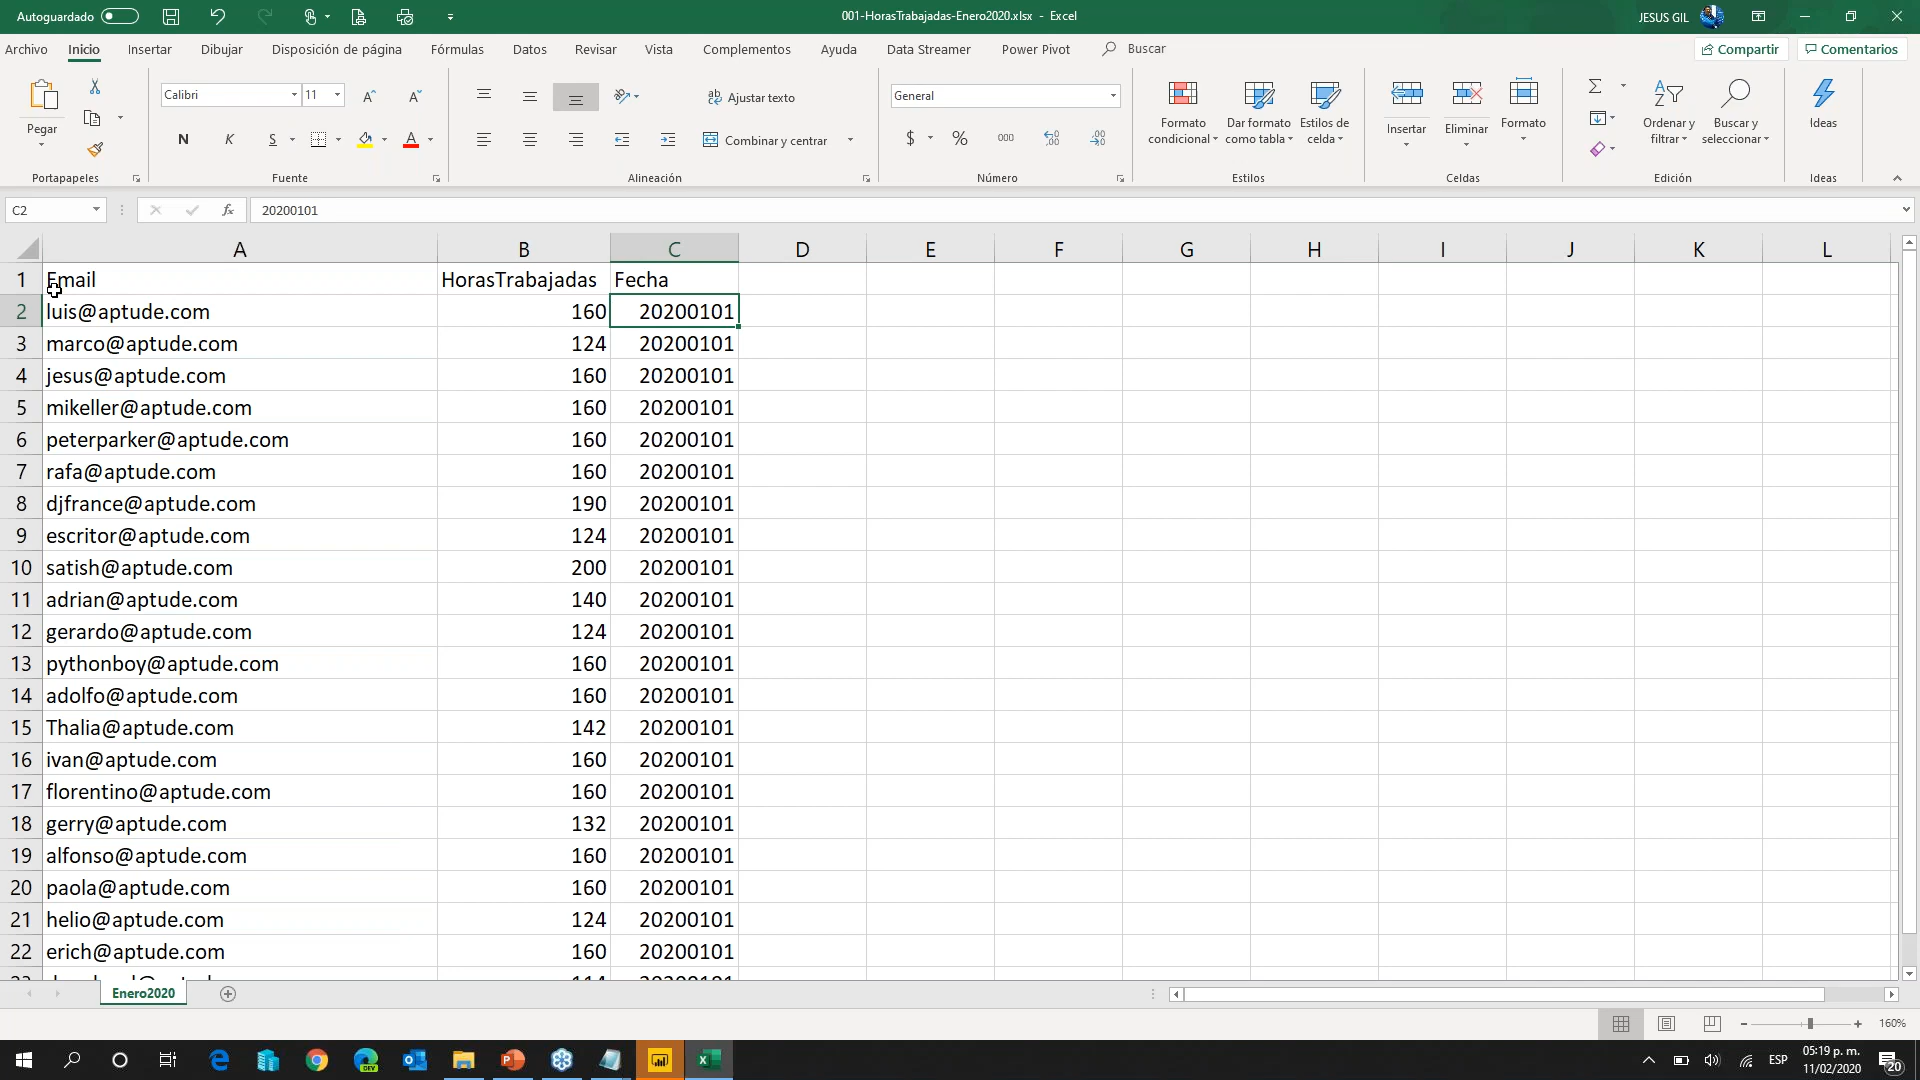 Autoguardado
001-HorasTrabajadas-Enero2020.xlsx - Excel
JESUS GIL
Archivo Inicio Insertar Dibujar Disposición de página Fórmulas Datos Revisar Vista Complementos Ayuda Data Streamer Power Pivot Buscar Compartir Comentarios
Pegar
Portapapeles
Calibri 11
N K S A
Fuente
Ajustar texto
Combinar y centrar
Alineación
General
$ % 000
Número
Formato condicional
Dar formato como tabla
Estilos de celda
Estilos
Insertar Eliminar Formato
Celdas
Ordenar y filtrar
Buscar y seleccionar
Edición
Ideas
Ideas
C2 fx 20200101
A B C D E F G H I J K L
1 Email HorasTrabajadas Fecha
2 luis@aptude.com 160 20200101
3 marco@aptude.com 124 20200101
4 jesus@aptude.com 160 20200101
5 mikeller@aptude.com 160 20200101
6 peterparker@aptude.com 160 20200101
7 rafa@aptude.com 160 20200101
8 djfrance@aptude.com 190 20200101
9 escritor@aptude.com 124 20200101
10 satish@aptude.com 200 20200101
11 adrian@aptude.com 140 20200101
12 gerardo@aptude.com 124 20200101
13 pythonboy@aptude.com 160 20200101
14 adolfo@aptude.com 160 20200101
15 Thalia@aptude.com 142 20200101
16 ivan@aptude.com 160 20200101
17 florentino@aptude.com 160 20200101
18 gerry@aptude.com 132 20200101
19 alfonso@aptude.com 160 20200101
20 paola@aptude.com 160 20200101
21 helio@aptude.com 124 20200101
22 erich@aptude.com 160 20200101
Enero2020
160%
ESP
05:19 p. m.
11/02/2020
20